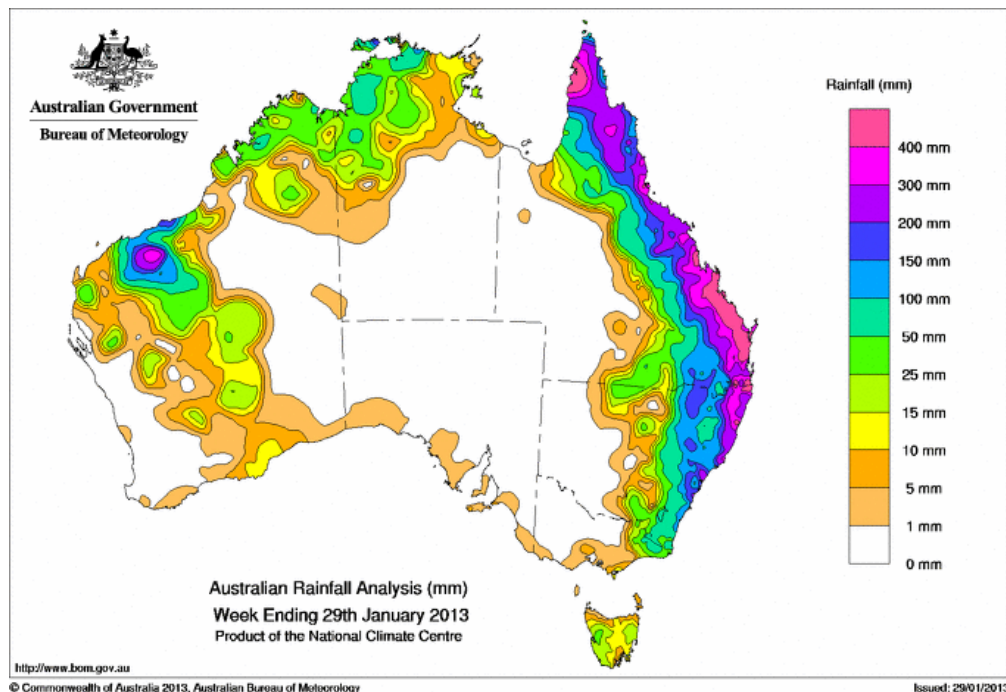 Australian Government
Bureau of Meteorology
Rainfall (mm)
400 mm
300 mm
200 mm
150 mm
100 mm
50 mm
25 mm
15 mm
10 mm
5 mm
1 mm
0 mm
Australian Rainfall Analysis (mm)
Week Ending 29th January 2013
Product of the National Climate Centre
http://www.bom.gov.au
© Commonwealth of Australia 2013, Australian Bureau of Meteorology
Issued: 29/01/2013